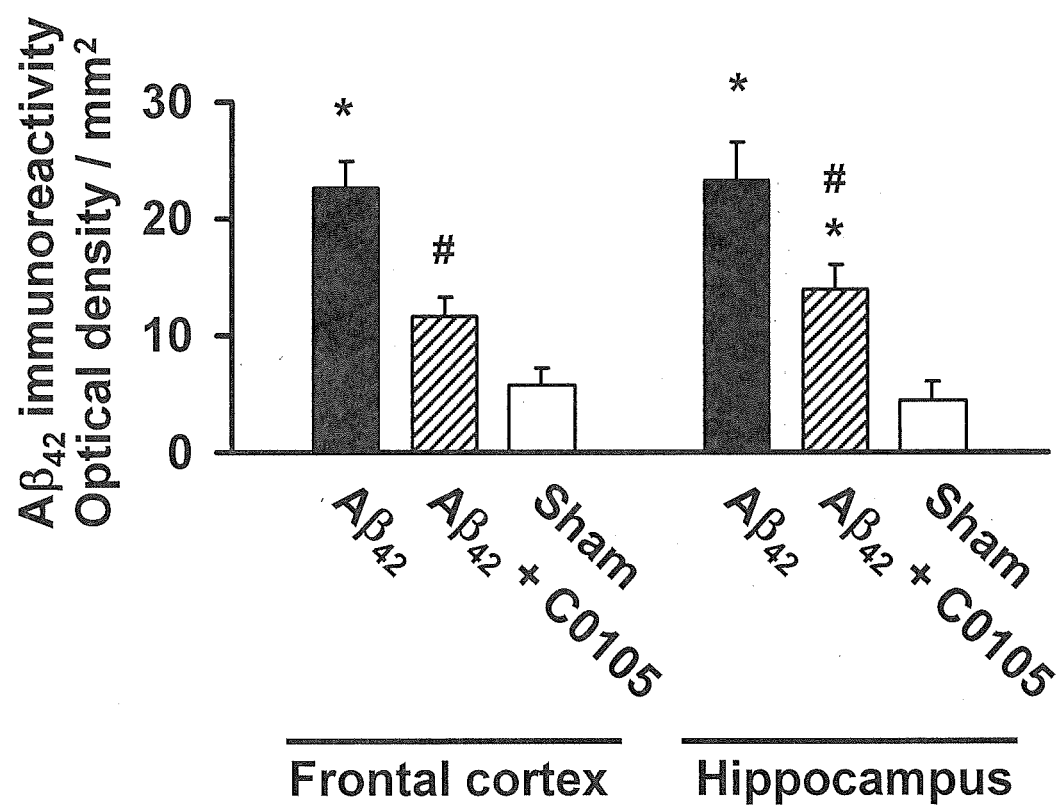 Aβ42 immunoreactivity
Optical density / mm2
30
20
10
0
*
#
*
#
*
Aβ42
Aβ42 + C0105
Sham
Aβ42
Aβ42 + C0105
Sham
Frontal cortex
Hippocampus